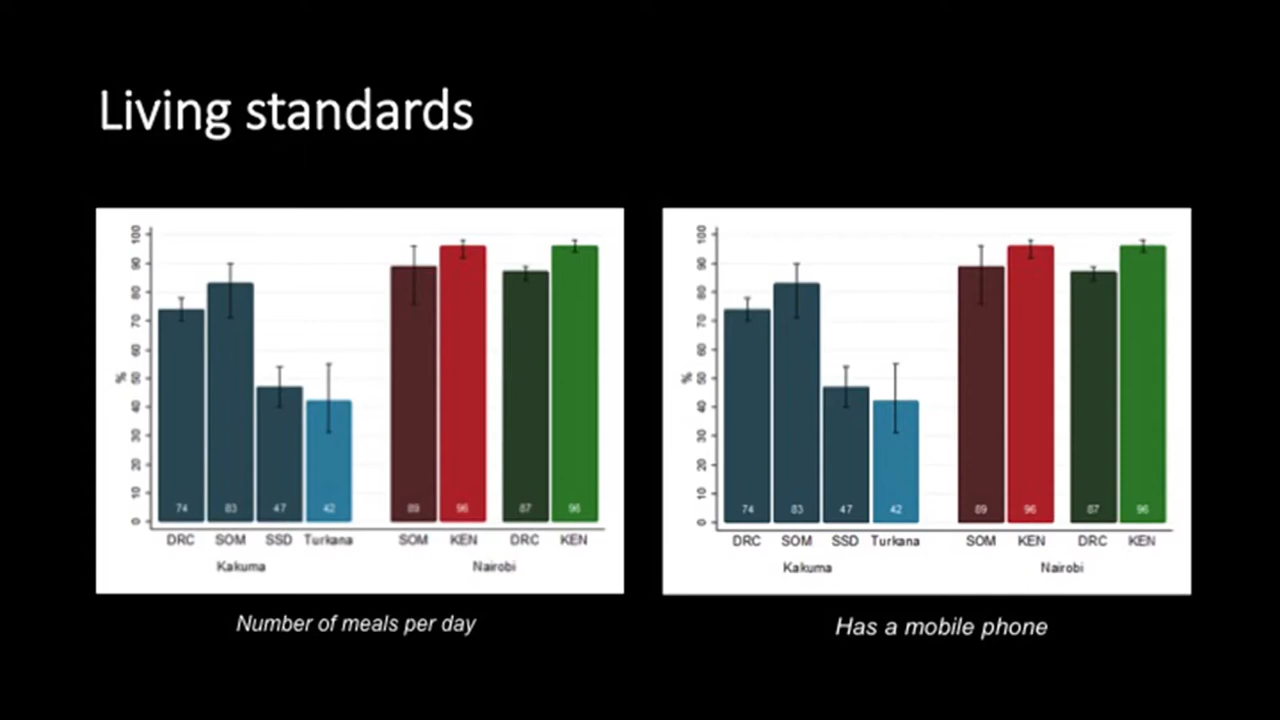 Living standards
100
90
80
70
60
50
40
30
20
10
0
%
74 83 47 42 89 96 87 96
DRC SOM SSD Turkana SOM KEN DRC KEN
Kakuma Nairobi
Number of meals per day
100
90
80
70
60
50
40
30
20
10
0
%
74 83 47 42 89 96 87 96
DRC SOM SSD Turkana SOM KEN DRC KEN
Kakuma Nairobi
Has a mobile phone